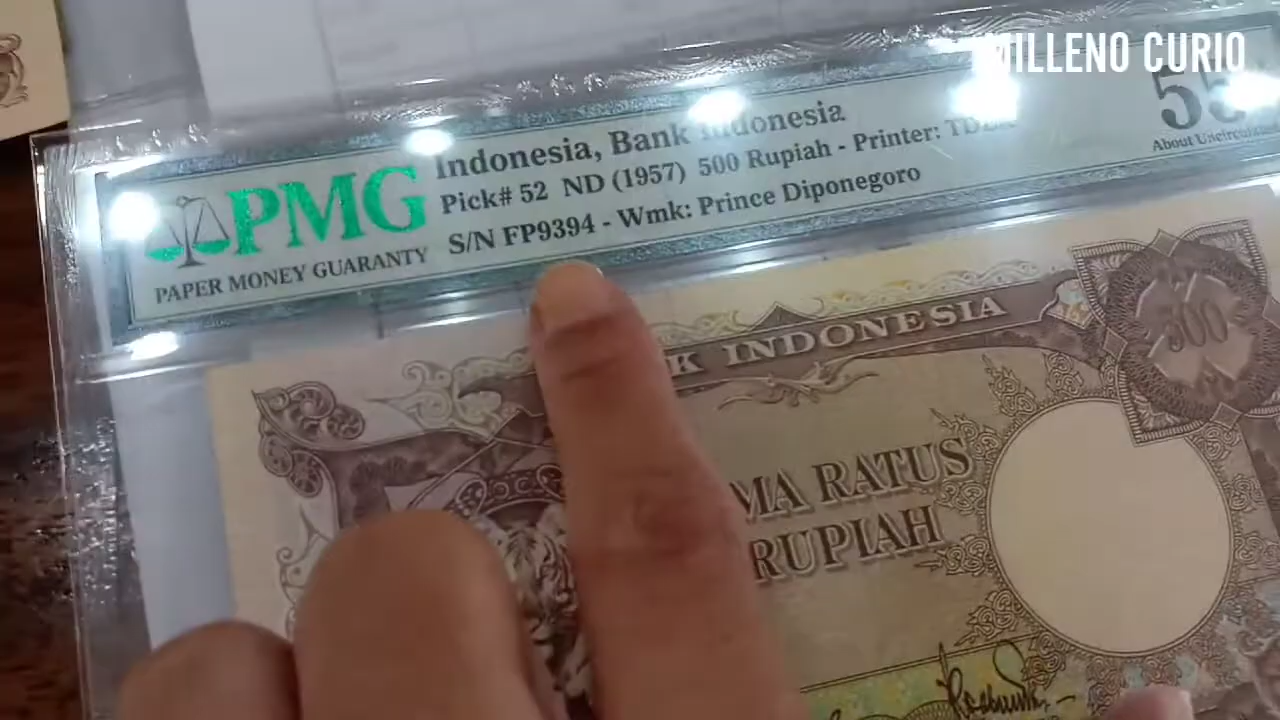 MILLENO CURIO
Indonesia, Bank Indonesia
Pick# 52 ND (1957) 500 Rupiah - Printer:
S/N FP9394 - Wmk: Prince Diponegoro
PMG
PAPER MONEY GUARANTY
About Uncirculated
INDONESIA
500
RATUS
RUPIAH